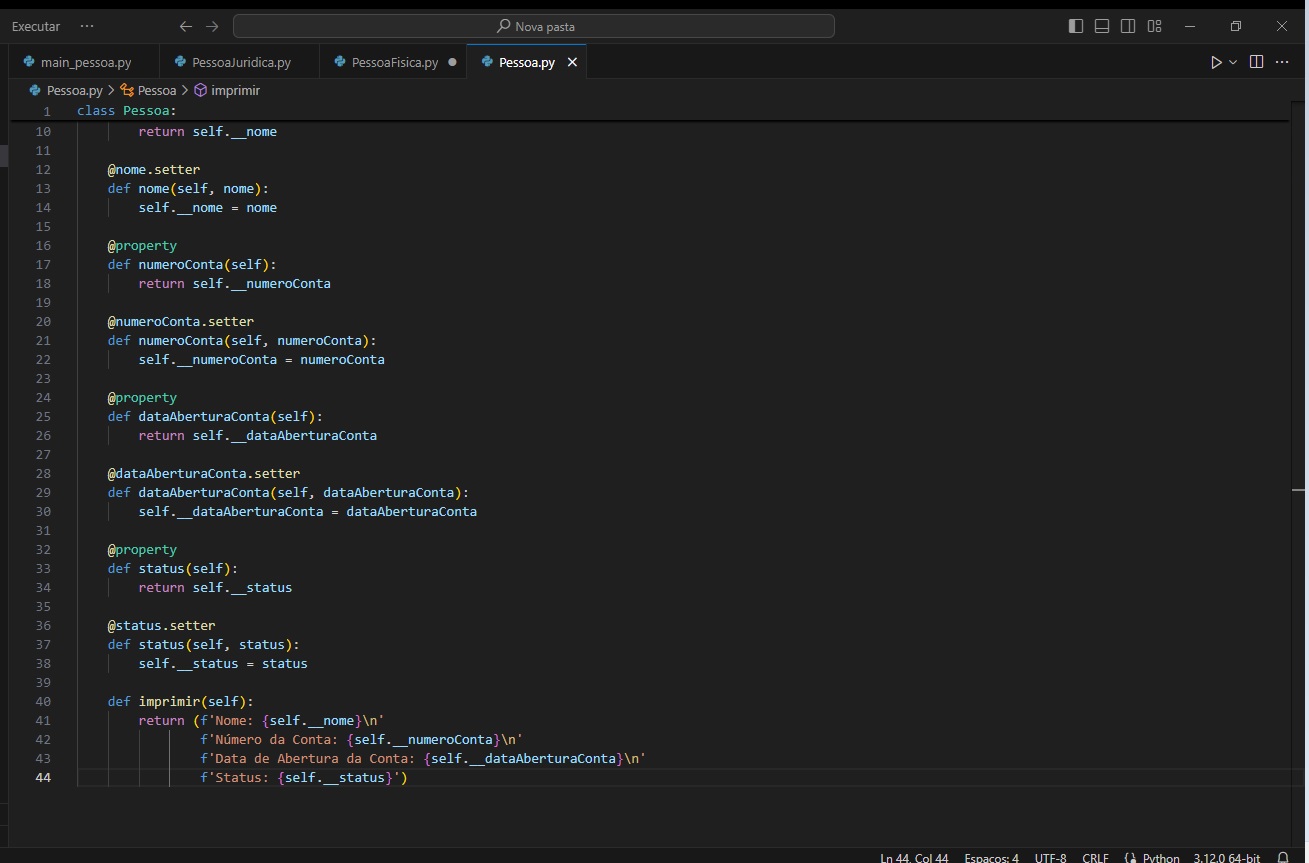 Executar ··· ← → Nova pasta
main_pessoa.py PessoaJuridica.py PessoaFisica.py Pessoa.py
Pessoa.py > Pessoa > imprimir
1 class Pessoa:
10 return self.__nome
11
12 @nome.setter
13 def nome(self, nome):
14 self.__nome = nome
15
16 @property
17 def numeroConta(self):
18 return self.__numeroConta
19
20 @numeroConta.setter
21 def numeroConta(self, numeroConta):
22 self.__numeroConta = numeroConta
23
24 @property
25 def dataAberturaConta(self):
26 return self.__dataAberturaConta
27
28 @dataAberturaConta.setter
29 def dataAberturaConta(self, dataAberturaConta):
30 self.__dataAberturaConta = dataAberturaConta
31
32 @property
33 def status(self):
34 return self.__status
35
36 @status.setter
37 def status(self, status):
38 self.__status = status
39
40 def imprimir(self):
41 return (f'Nome: {self.__nome}\n'
42 f'Número da Conta: {self.__numeroConta}\n'
43 f'Data de Abertura da Conta: {self.__dataAberturaConta}\n'
44 f'Status: {self.__status}')
Ln 44, Col 44 Espaços: 4 UTF-8 CRLF Python 3.12.0 64-bit